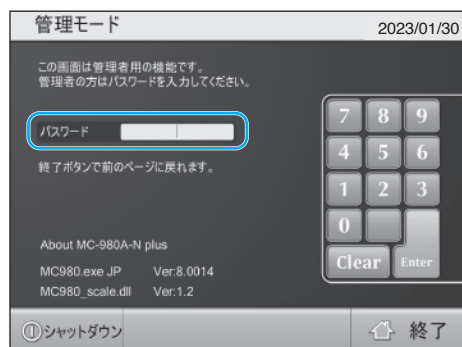 管理モード
2023/01/30
この画面は管理者用の機能です。
管理者の方はパスワードを入力してください。
パスワード
終了ボタンで前のページに戻れます。
7 8 9
4 5 6
1 2 3
0
Clear Enter
About MC-980A-N plus
MC980.exe JP Ver:8.0014
MC980_scale.dll Ver:1.2
シャットダウン
終了